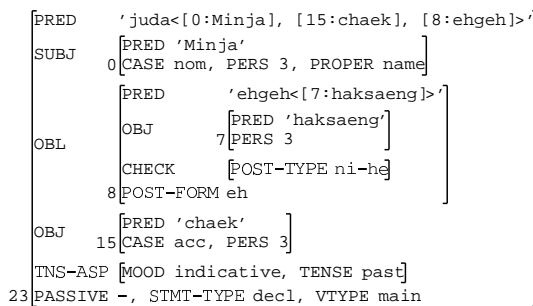 PRED 'juda<[0:Minja], [15:chaek], [8:ehgeh]>'
PRED 'Minja'
SUBJ
0 CASE nom, PERS 3, PROPER name
PRED 'ehgeh<[7:haksaeng]>'
PRED 'haksaeng'
OBJ
7 PERS 3
OBL
CHECK POST-TYPE ni-he
8 POST-FORM eh
PRED 'chaek'
OBJ
15 CASE acc, PERS 3
TNS-ASP MOOD indicative, TENSE past
23 PASSIVE -, STMT-TYPE decl, VTYPE main